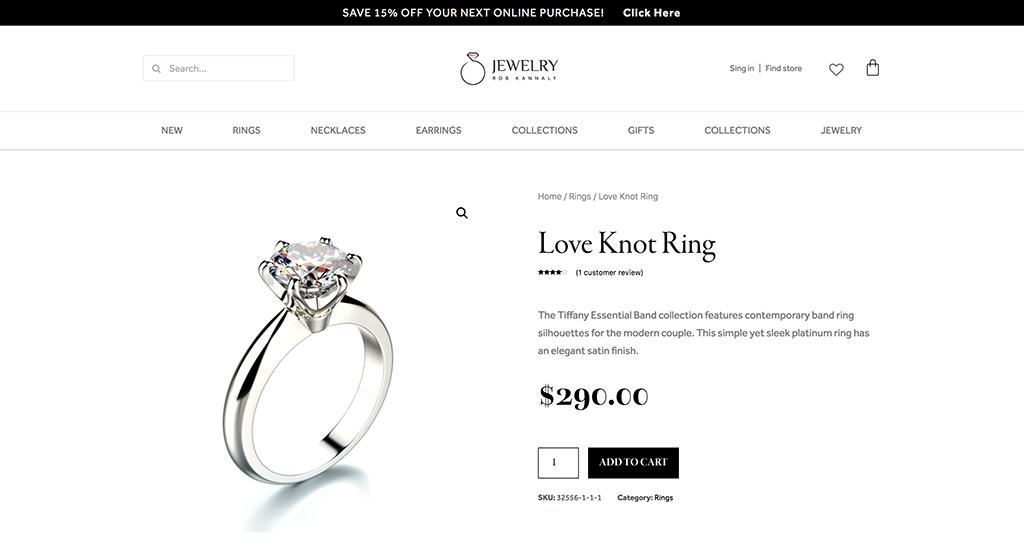 SAVE 15% OFF YOUR NEXT ONLINE PURCHASE! Click Here
Search...
JEWELRY
ROB KANNALY
Sing in | Find store
NEW RINGS NECKLACES EARRINGS COLLECTIONS GIFTS COLLECTIONS JEWELRY
Home / Rings / Love Knot Ring
Love Knot Ring
(1 customer review)
The Tiffany Essential Band collection features contemporary band ring
silhouettes for the modern couple. This simple yet sleek platinum ring has
an elegant satin finish.
$290.00
1 ADD TO CART
SKU: 32556-1-1-1 Category: Rings